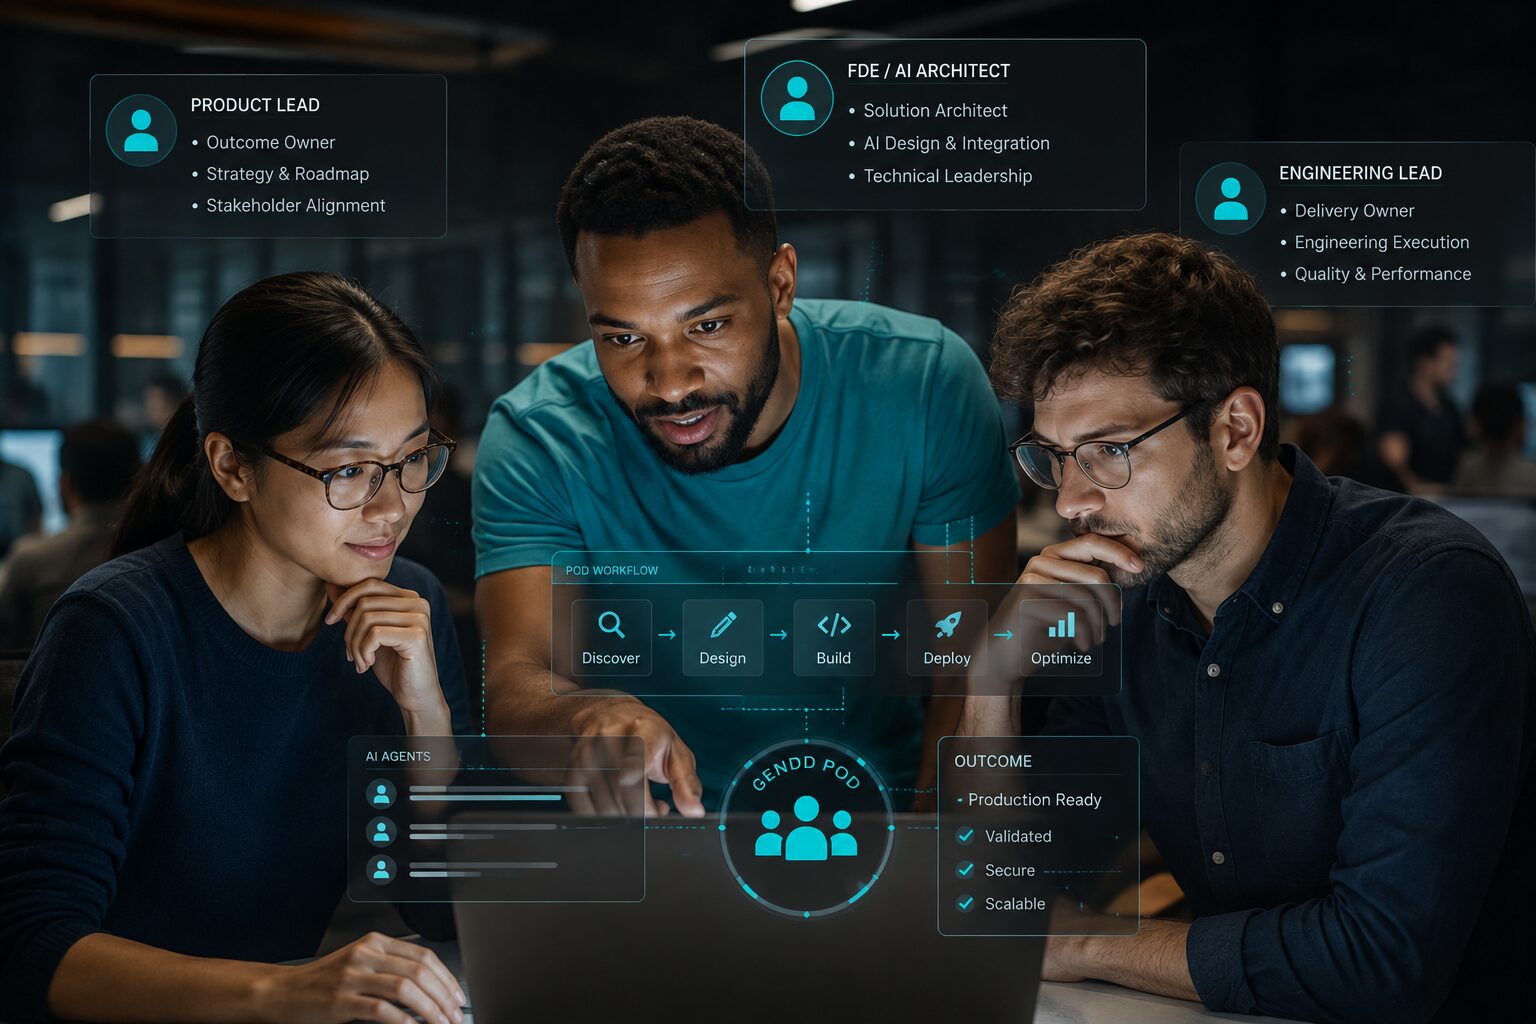 PRODUCT LEAD
• Outcome Owner
• Strategy & Roadmap
• Stakeholder Alignment
FDE / AI ARCHITECT
• Solution Architect
• AI Design & Integration
• Technical Leadership
ENGINEERING LEAD
• Delivery Owner
• Engineering Execution
• Quality & Performance
POD WORKFLOW
Discover
Design
Build
Deploy
Optimize
AI AGENTS
GENDD POD
OUTCOME
- Production Ready
Validated
Secure
Scalable